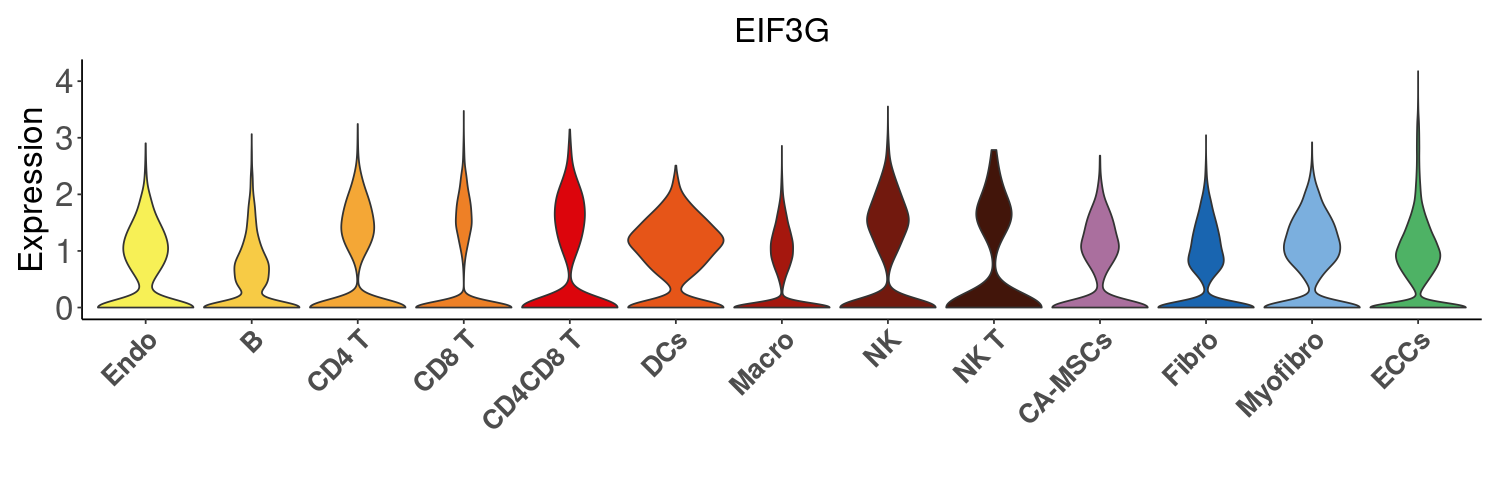 EIF3G
Expression
4
3
2
1
0
Endo
B
CD4 T
CD8 T
CD4CD8 T
DCs
Macro
NK
NK T
CA-MSCs
Fibro
Myofibro
ECCs